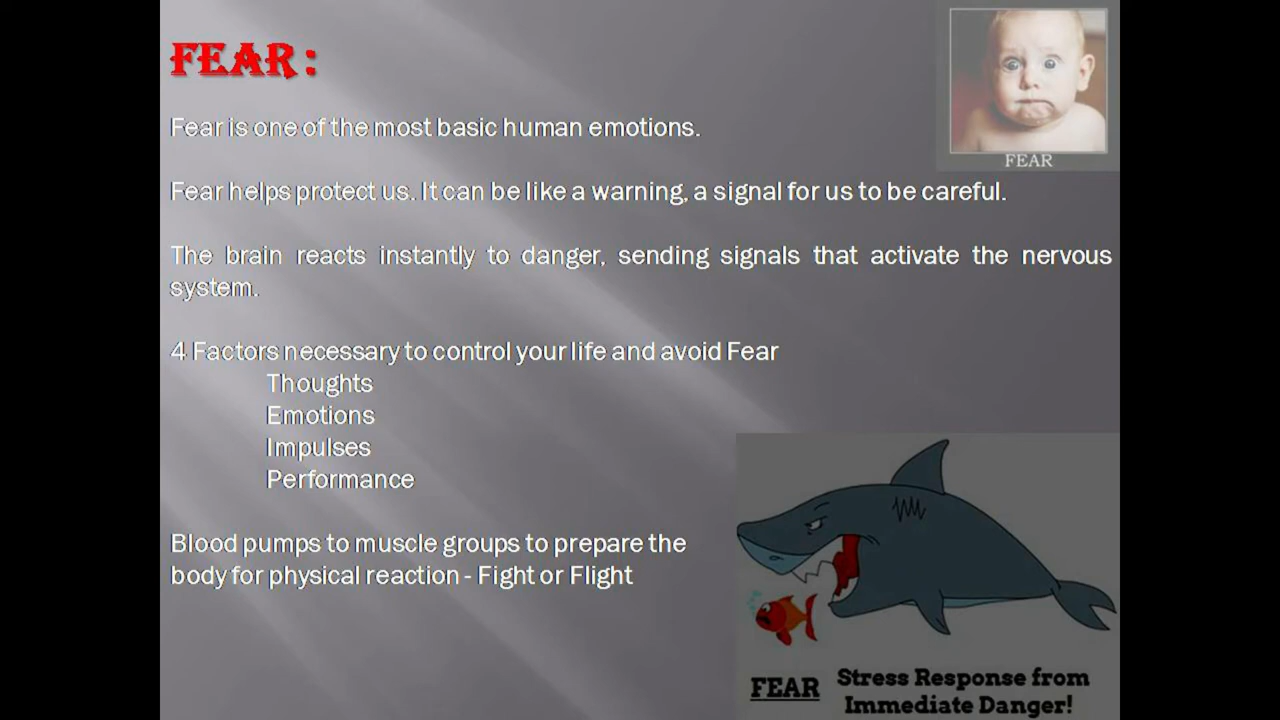 FEAR :
FEAR
Fear is one of the most basic human emotions.
Fear helps protect us. It can be like a warning, a signal for us to be careful.
The brain reacts instantly to danger, sending signals that activate the nervous
system.
4 Factors necessary to control your life and avoid Fear
Thoughts
Emotions
Impulses
Performance
Blood pumps to muscle groups to prepare the
body for physical reaction - Fight or Flight
FEAR
Stress Response from
Immediate Danger!